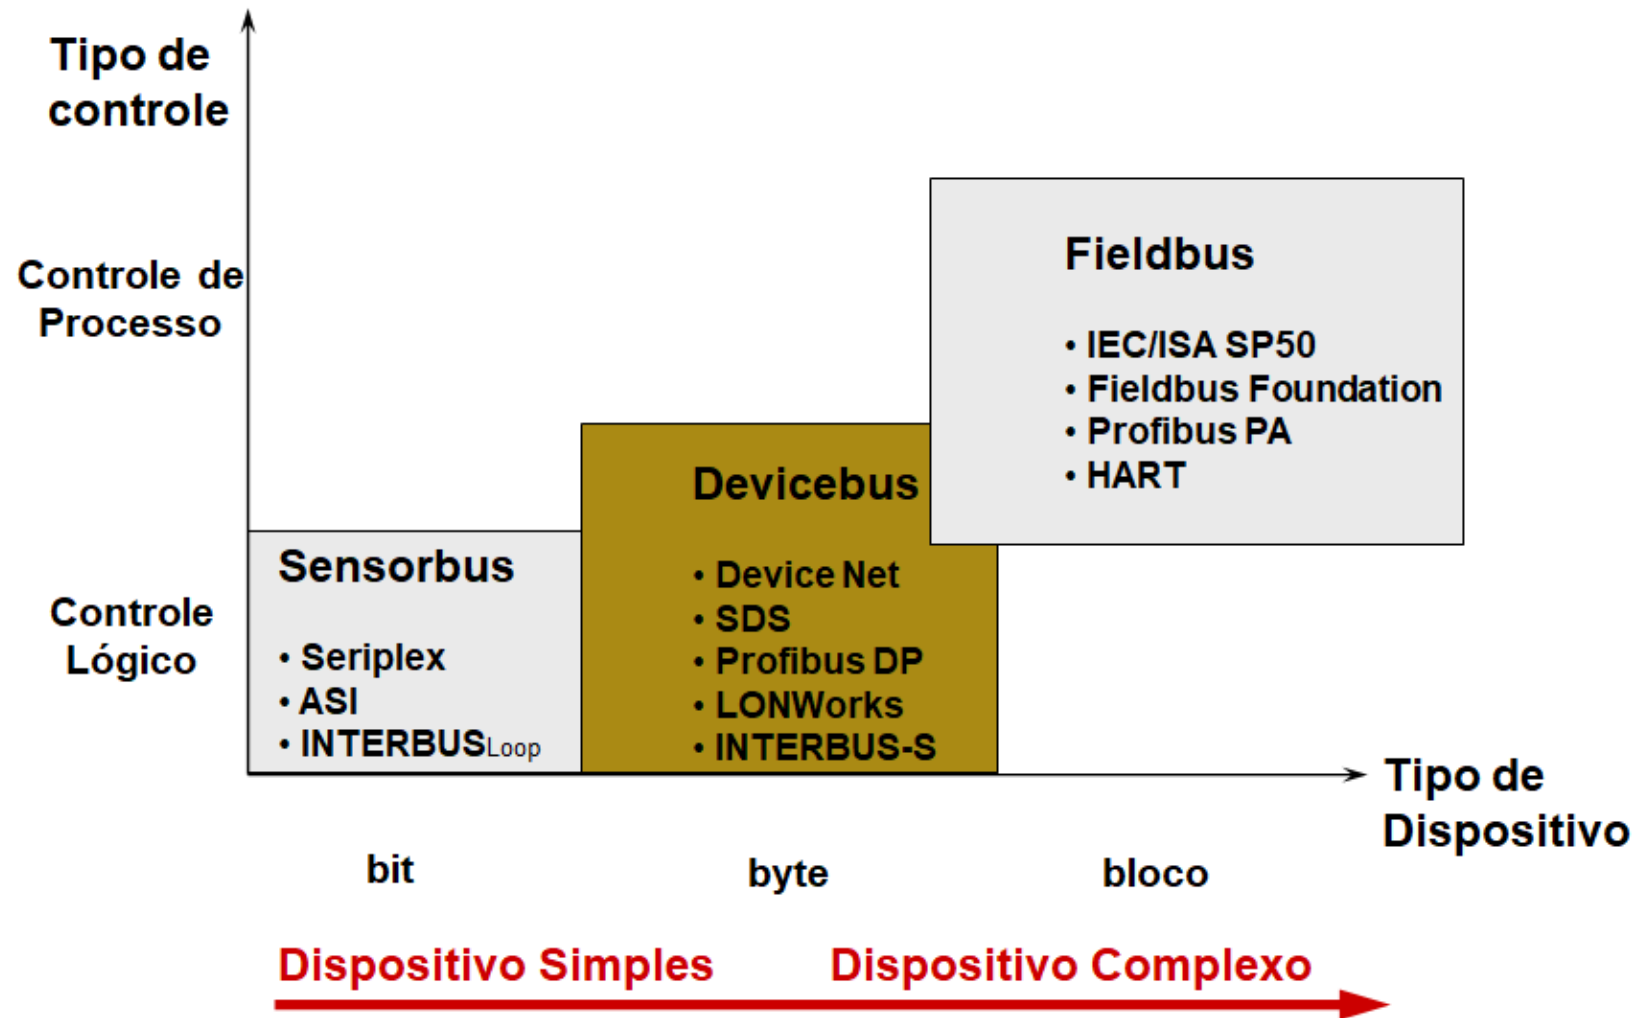 Tipo de
controle
Controle de
Processo
Controle
Lógico
Sensorbus
• Seriplex
• ASI
• INTERBUSLoop
Devicebus
• Device Net
• SDS
• Profibus DP
• LONWorks
• INTERBUS-S
Fieldbus
• IEC/ISA SP50
• Fieldbus Foundation
• Profibus PA
• HART
Tipo de
Dispositivo
bit
byte
bloco
Dispositivo Simples
Dispositivo Complexo